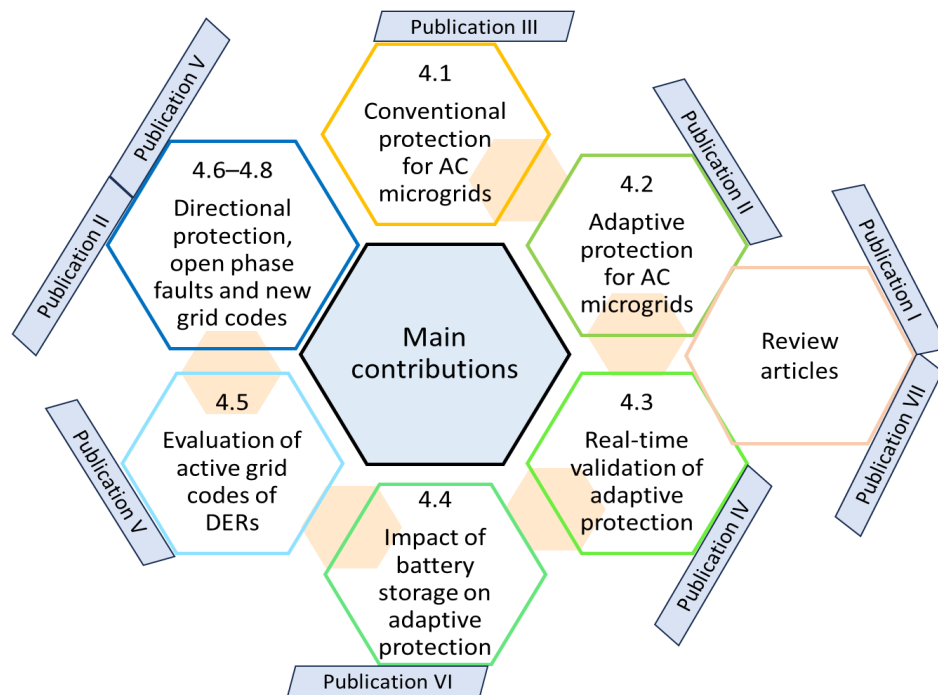 Publication III
4.1
Conventional
protection
for AC
microgrids
Publication V
Publication II
4.6–4.8
Directional
protection,
open phase
faults and new
grid codes
Publication II
4.2
Adaptive
protection
for AC
microgrids
Publication I
Review
articles
Publication VII
Main
contributions
4.5
Evaluation of
active grid
codes of
DERs
Publication V
4.3
Real-time
validation of
adaptive
protection
Publication IV
4.4
Impact of
battery
storage on
adaptive
protection
Publication VI